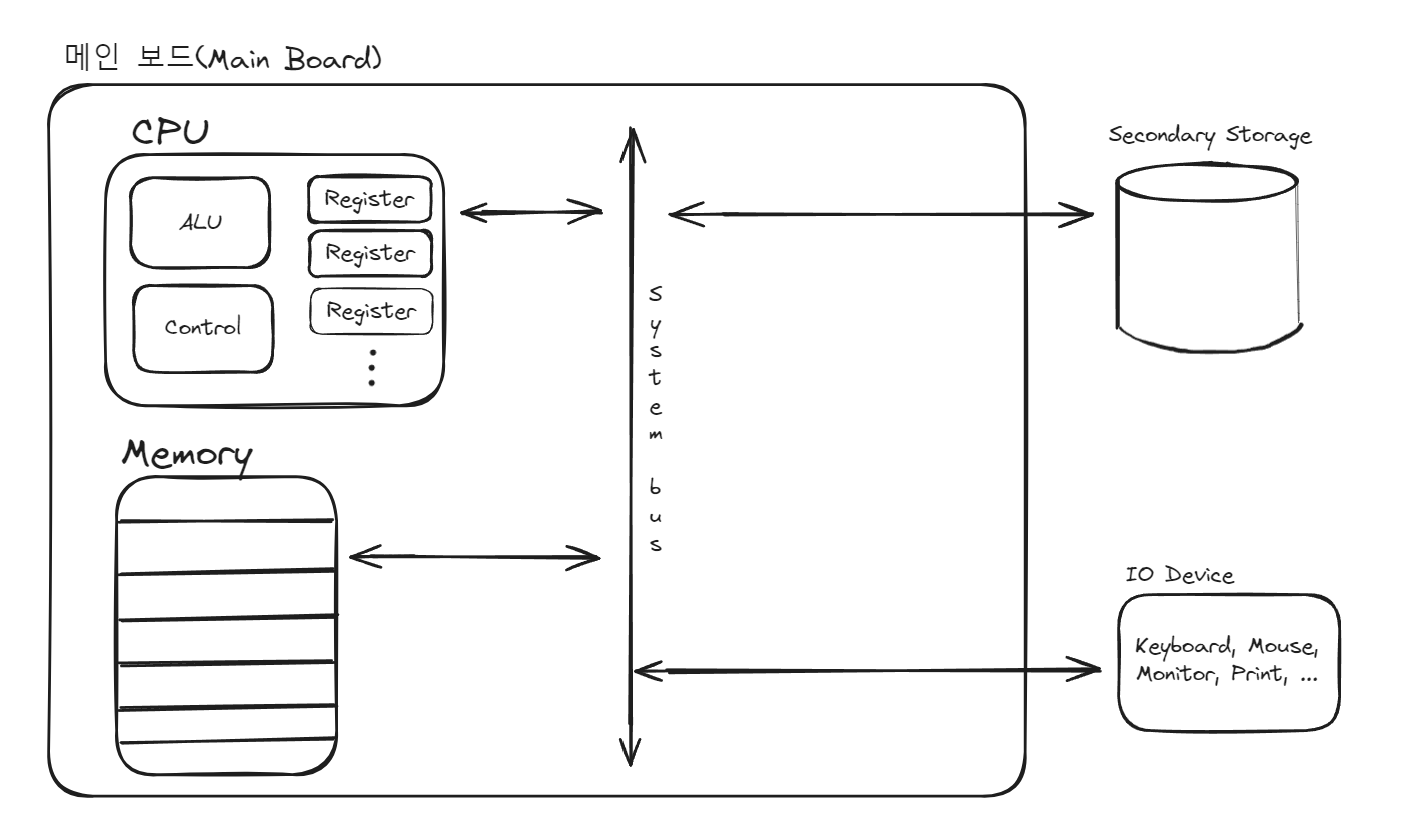 메인 보드(Main Board)
CPU
ALU
Control
Register
Register
Register
Memory
System bus
Secondary Storage
IO Device
Keyboard, Mouse,
Monitor, Print, ...